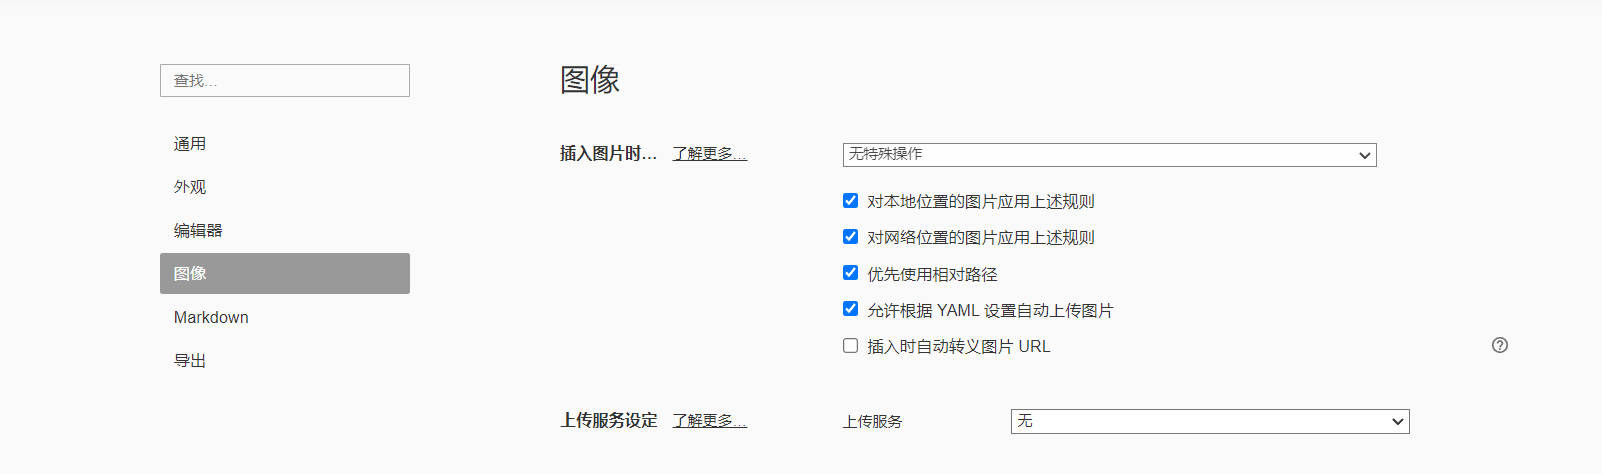 查找...
通用
外观
编辑器
图像
Markdown
导出
图像
插入图片时... 了解更多... 无特殊操作
对本地位置的图片应用上述规则
对网络位置的图片应用上述规则
优先使用相对路径
允许根据 YAML 设置自动上传图片
插入时自动转义图片 URL
上传服务设定 了解更多... 上传服务 无